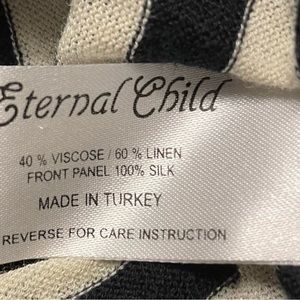 Eternal Child
40 % VISCOSE / 60 % LINEN
FRONT PANEL 100% SILK
MADE IN TURKEY
REVERSE FOR CARE INSTRUCTION